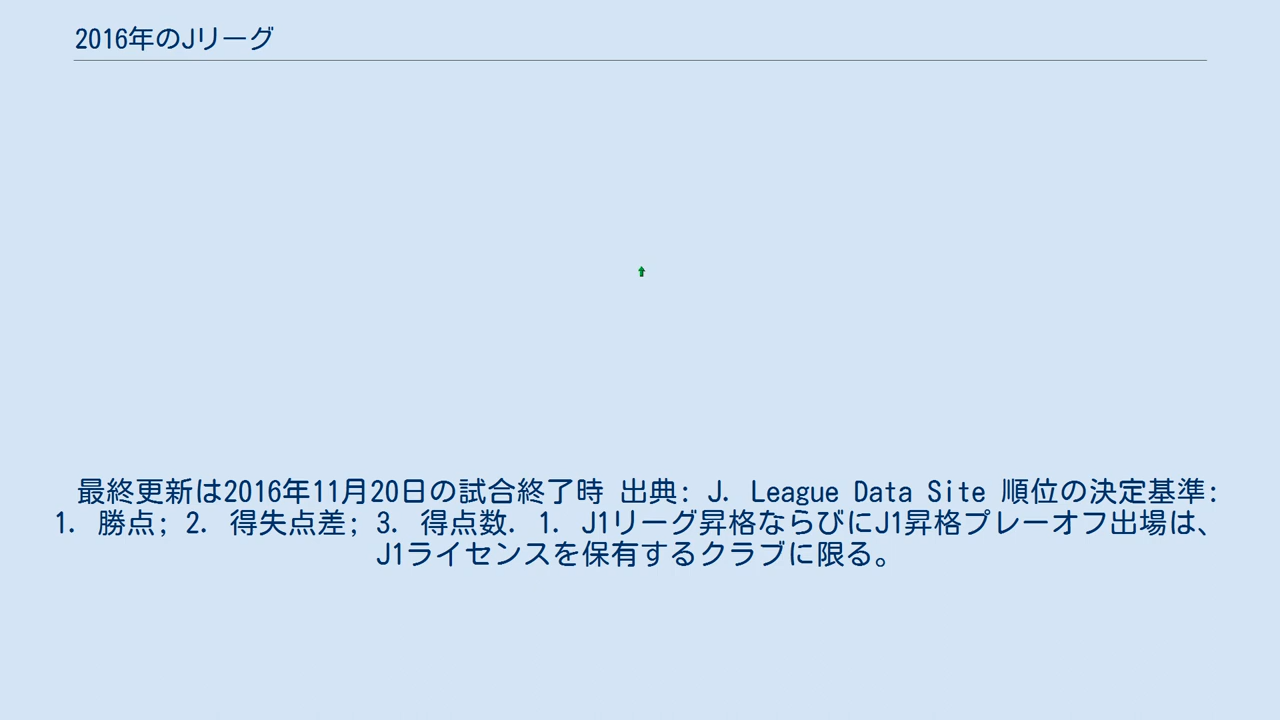 2016年のJリーグ
最終更新は2016年11月20日の試合終了時 出典: J. League Data Site 順位の決定基準:
1. 勝点; 2. 得失点差; 3. 得点数. 1. J1リーグ昇格ならびにJ1昇格プレーオフ出場は、
J1ライセンスを保有するクラブに限る。